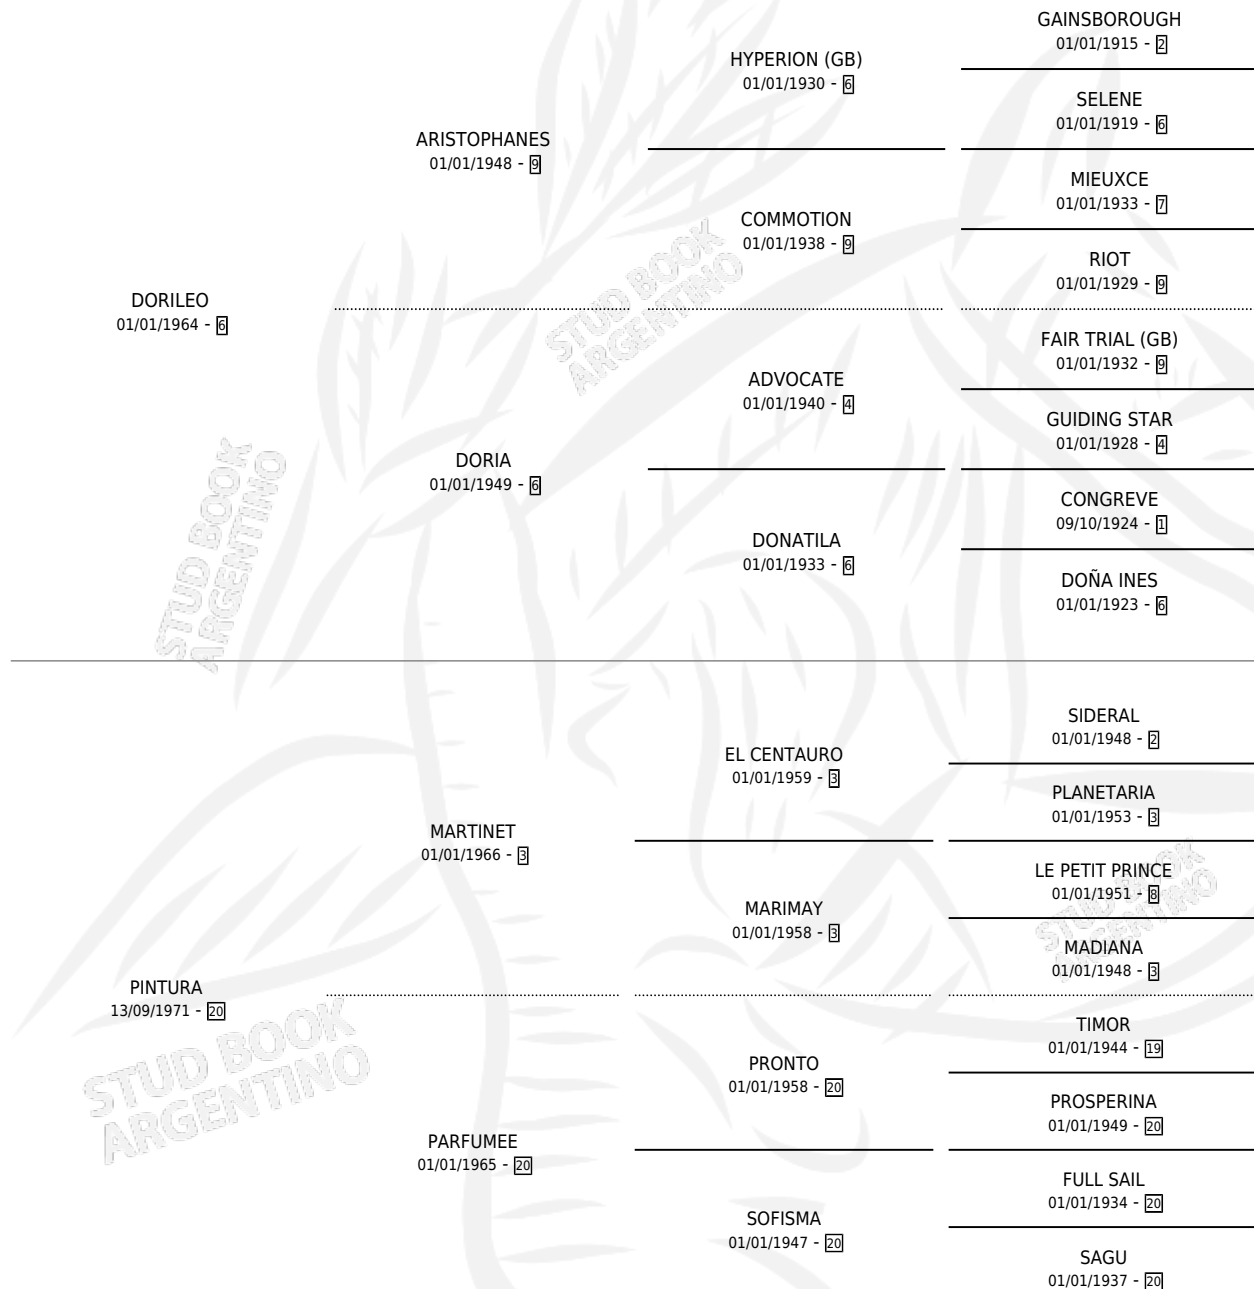 GAINSBOROUGH
01/01/1915 - 2
HYPERION (GB)
01/01/1930 - 6
SELENE
01/01/1919 - 6
ARISTOPHANES
01/01/1948 - 9
MIEUXCE
01/01/1933 - 7
COMMOTION
01/01/1938 - 9
RIOT
01/01/1929 - 9
DORILEO
01/01/1964 - 6
STUD BOOK
ARGENTINO
FAIR TRIAL (GB)
01/01/1932 - 9
ADVOCATE
01/01/1940 - 4
GUIDING STAR
01/01/1928 - 4
DORIA
01/01/1949 - 6
CONGREVE
09/10/1924 - 1
DONATILA
01/01/1933 - 6
DOÑA INES
01/01/1923 - 6
STUD BOOK
ARGENTINO
SIDERAL
01/01/1948 - 2
EL CENTAURO
01/01/1959 - 3
PLANETARIA
01/01/1953 - 3
MARTINET
01/01/1966 - 3
LE PETIT PRINCE
01/01/1951 - 8
MARIMAY
01/01/1958 - 3
MADIANA
01/01/1948 - 3
STUD BOOK
ARGENTINO
PINTURA
13/09/1971 - 20
STUD BOOK
ARGENTINO
TIMOR
01/01/1944 - 19
PRONTO
01/01/1958 - 20
PROSPERINA
01/01/1949 - 20
PARFUMEE
01/01/1965 - 20
FULL SAIL
01/01/1934 - 20
SOFISMA
01/01/1947 - 20
SAGU
01/01/1937 - 20